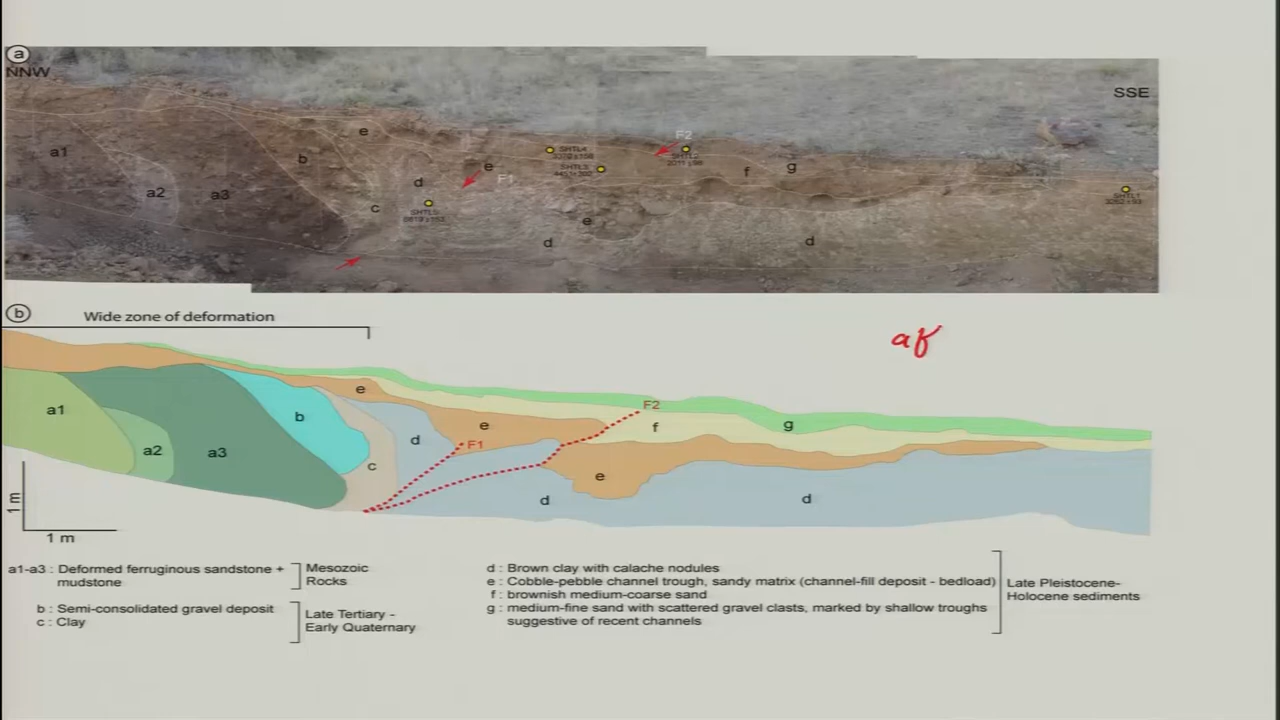 a
NNW
SSE
a1
a2
a3
b
c
d
e
e
F1
F2
f
g
SHTL4
SHTL3
SHTL1
e
d
d
b
Wide zone of deformation
af
a1
a2
a3
b
c
d
e
e
F1
F2
f
g
e
d
d
1 m
1 m
a1-a3 : Deformed ferruginous sandstone +
mudstone
Mesozoic
Rocks
b : Semi-consolidated gravel deposit
c : Clay
Late Tertiary -
Early Quaternary
d : Brown clay with calache nodules
e : Cobble-pebble channel trough, sandy matrix (channel-fill deposit - bedload)
f : brownish medium-coarse sand
g : medium-fine sand with scattered gravel clasts, marked by shallow troughs
suggestive of recent channels
Late Pleistocene-
Holocene sediments